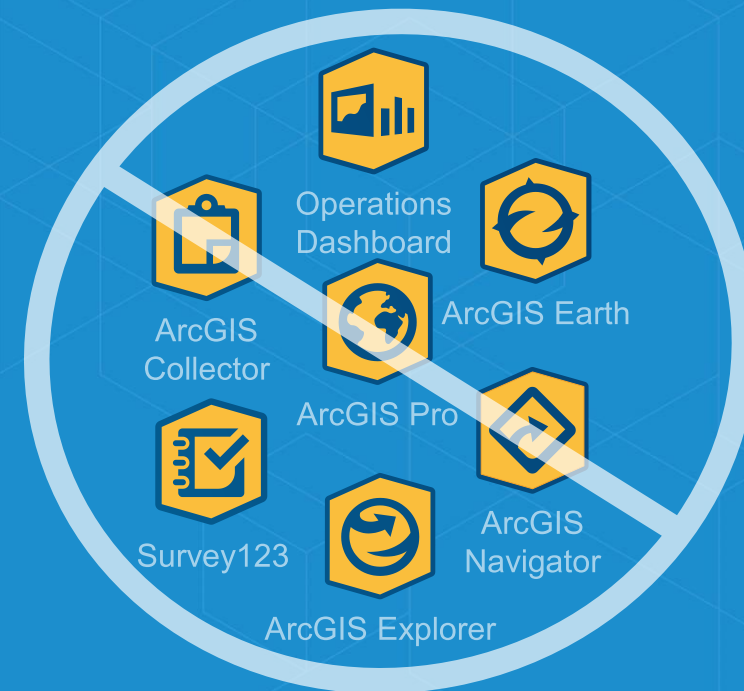 Operations
Dashboard
ArcGIS Earth
ArcGIS
Collector
ArcGIS Pro
ArcGIS
Navigator
Survey123
ArcGIS Explorer